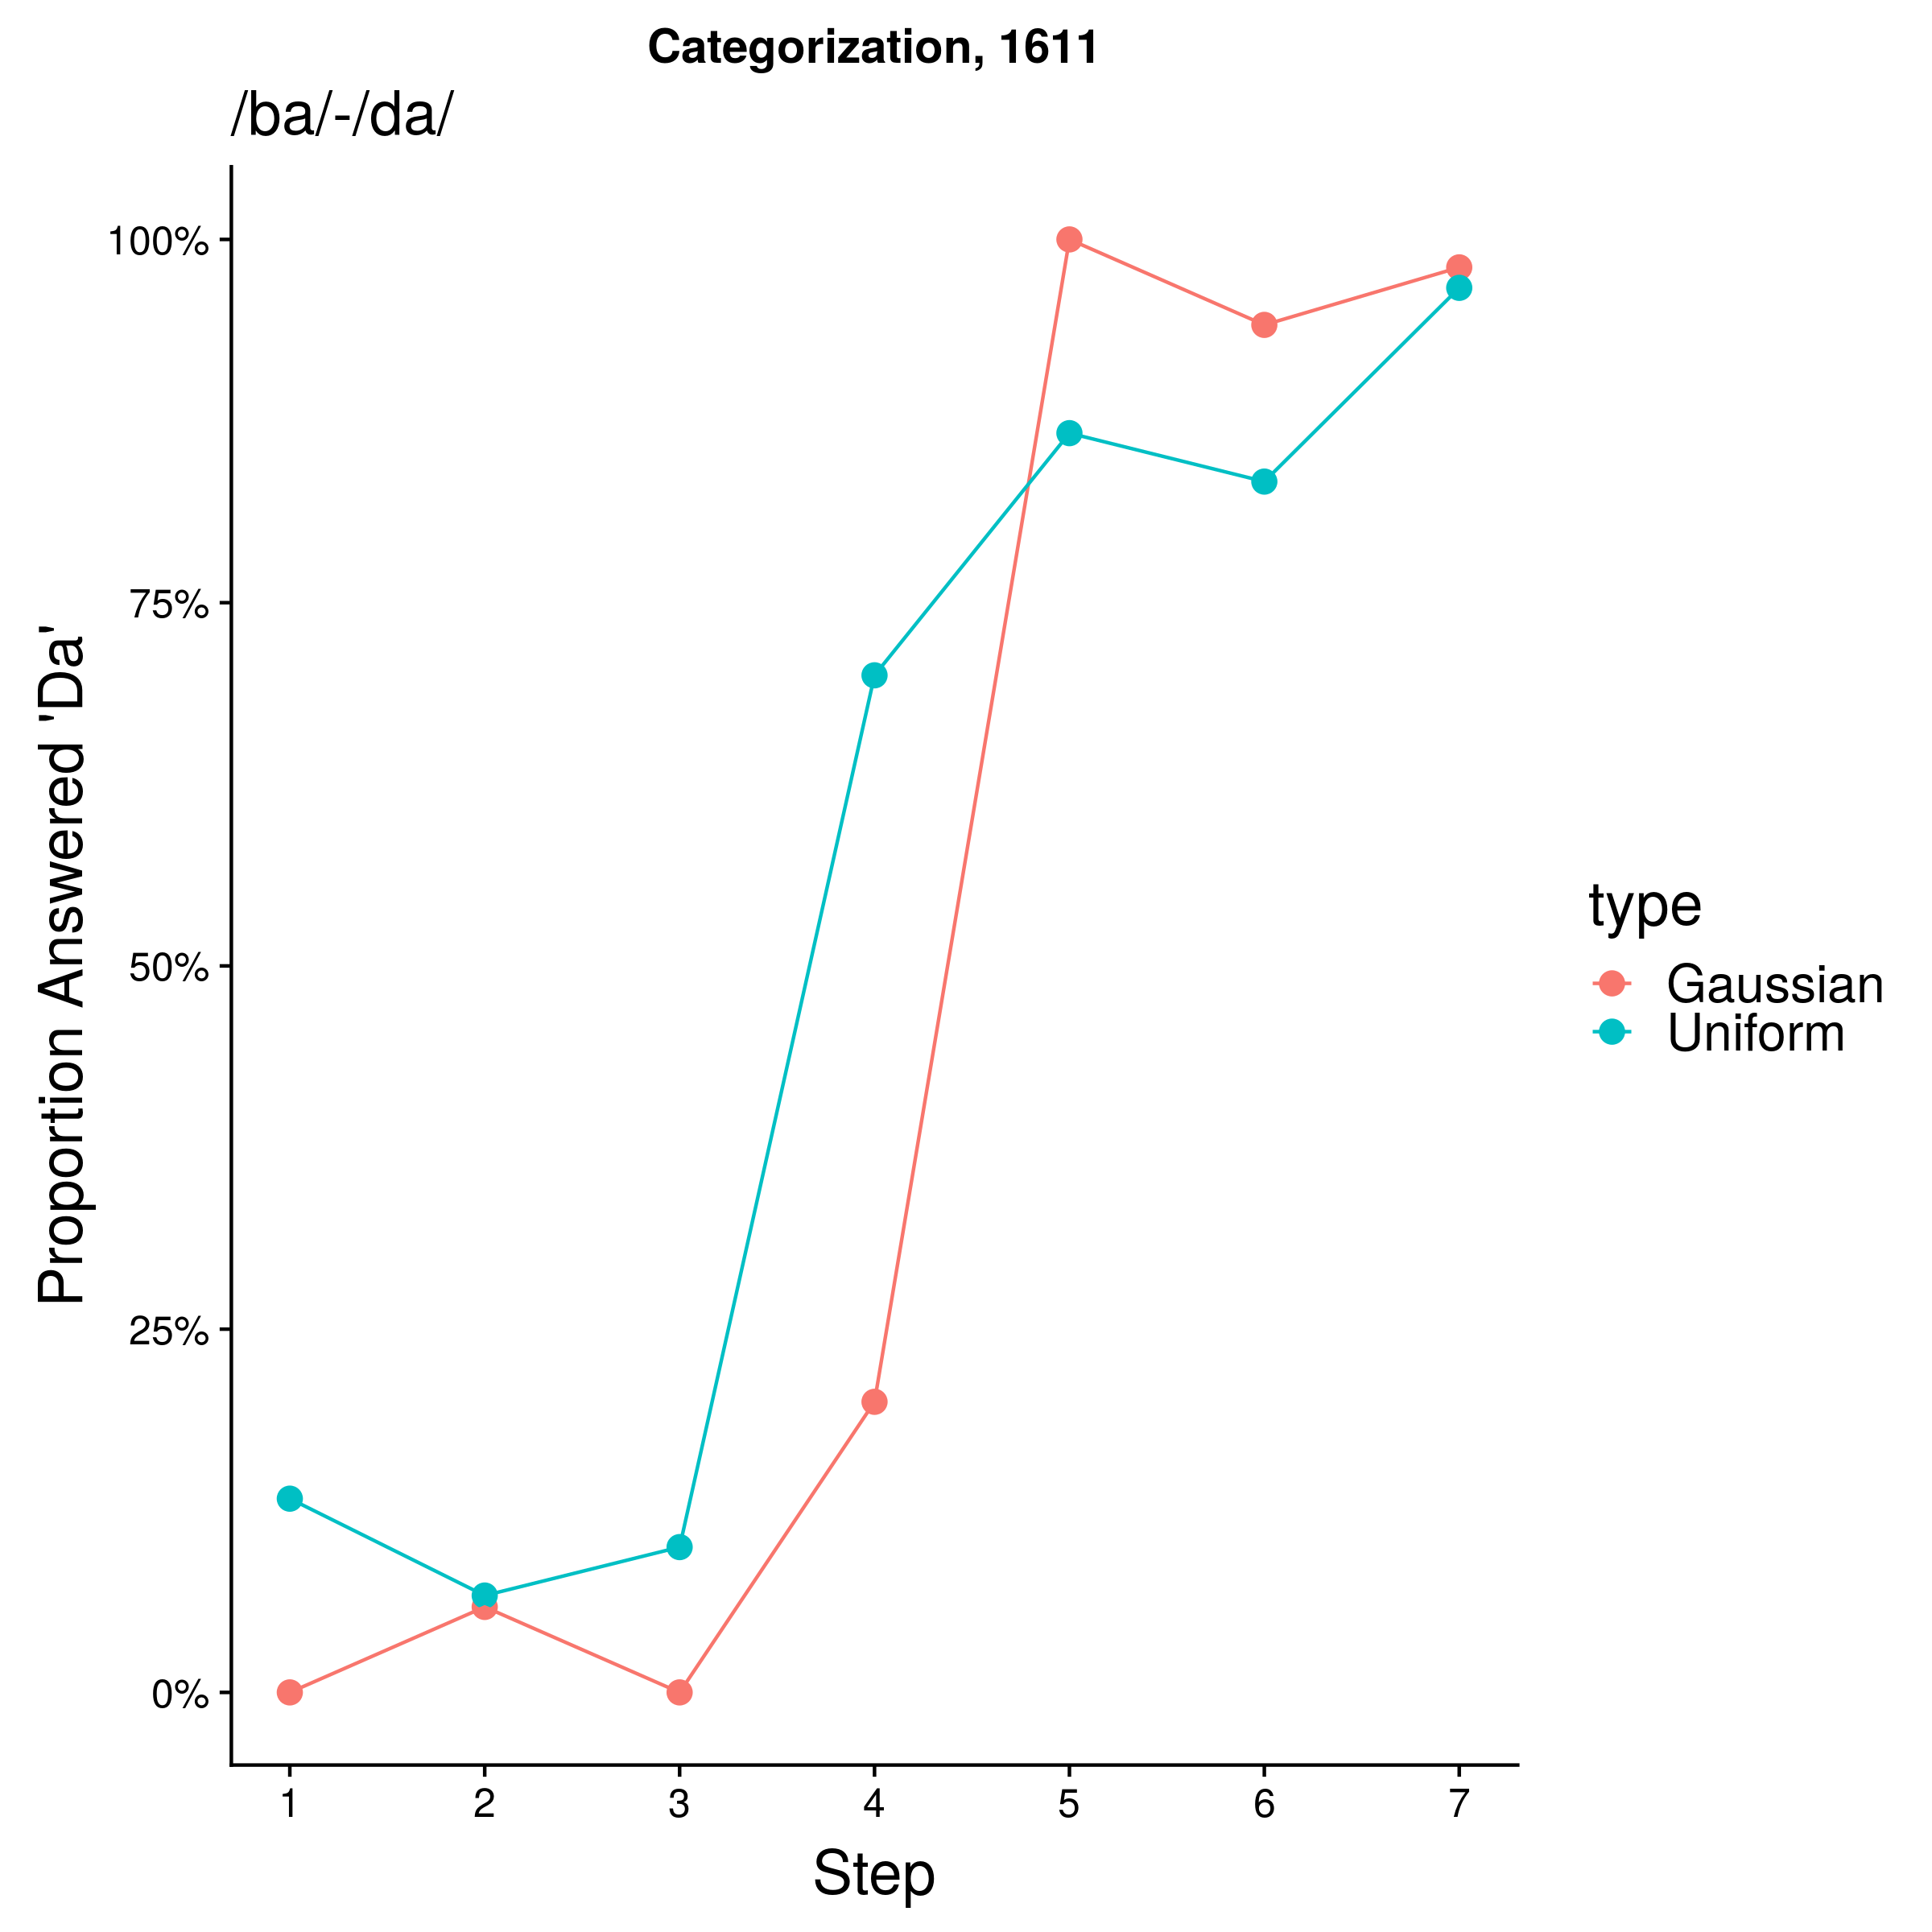 Categorization, 1611
/ba/-/da/
Proportion Answered 'Da'
100%
75%
50%
25%
0%
1 2 3 4 5 6 7
Step
type
Gaussian
Uniform